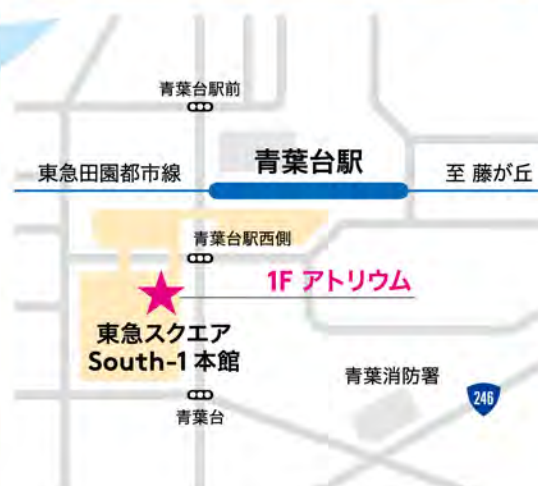 青葉台駅前
青葉台駅
東急田園都市線
至 藤が丘
青葉台駅西側
1F アトリウム
東急スクエア
South-1 本館
青葉消防署
246
青葉台